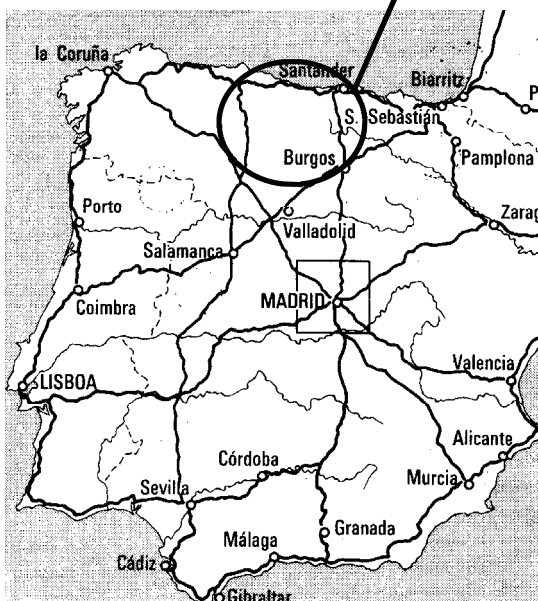 la Coruña
Santander
Biarritz
P
S. Sebastián
Burgos
Pamplona
Porto
Zarag
Valladolid
Salamanca
MADRID
Coimbra
Valencia
LISBOA
Alicante
Córdoba
Murcia
Sevilla
Granada
Málaga
Cádiz
Gibraltar